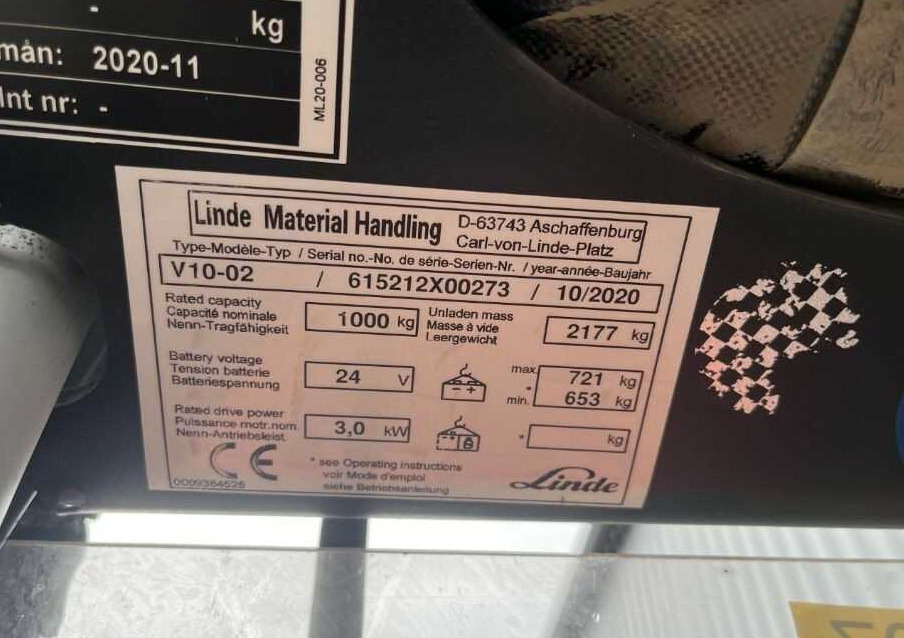 - kg
mån: 2020-11
Int nr: -
ML20-006
Linde Material Handling
D-63743 Aschaffenburg
Carl-von-Linde-Platz
Type-Modèle-Typ / Serial no.-No. de série-Serien-Nr. / year-année-Baujahr
V10-02 / 615212X00273 / 10/2020
Rated capacity
Capacité nominale
Nenn-Tragfähigkeit
1000 kg
Unladen mass
Masse à vide
Leergewicht
2177 kg
Battery voltage
Tension batterie
Batteriespannung
24 V
- +
max. 721 kg
*
min. 653 kg
Rated drive power
Puissance motr.nom.
Nenn-Antriebsleist.
3,0 kW
* kg
CE
0009384525
* see Operating instructions
voir Mode d'emploi
siehe Betriebsanleitung
Linde